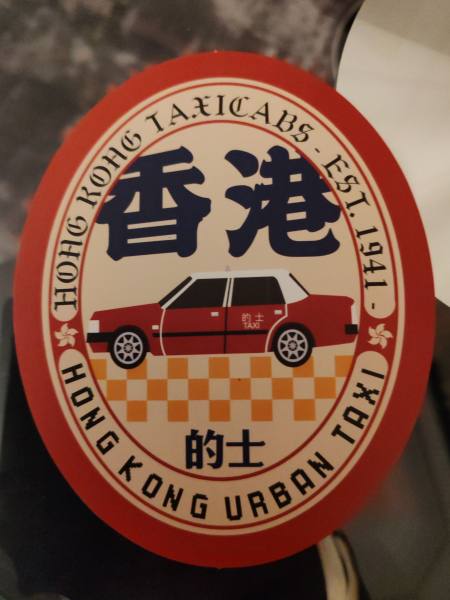 HONG KONG TAXICABS - EST. 1941 -
香港
的士
TAXI
的士
HONG KONG URBAN TAXI